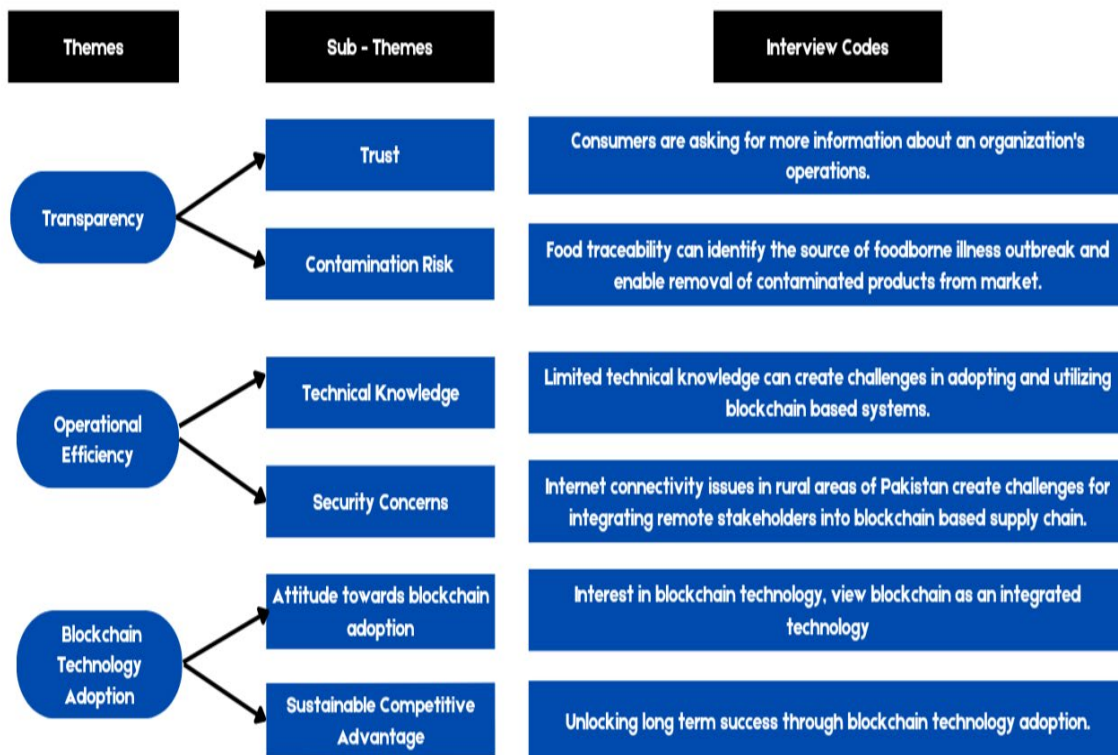 Themes
Sub - Themes
Interview Codes
Transparency
Trust
Consumers are asking for more information about an organization's
operations.
Contamination Risk
Food traceability can identify the source of foodborne illness outbreak and
enable removal of contaminated products from market.
Operational
Efficiency
Technical Knowledge
Limited technical knowledge can create challenges in adopting and utilizing
blockchain based systems.
Security Concerns
Internet connectivity issues in rural areas of Pakistan create challenges for
integrating remote stakeholders into blockchain based supply chain.
Blockchain
Technology
Adoption
Attitude towards blockchain
adoption
Interest in blockchain technology, view blockchain as an integrated
technology
Sustainable Competitive
Advantage
Unlocking long term success through blockchain technology adoption.